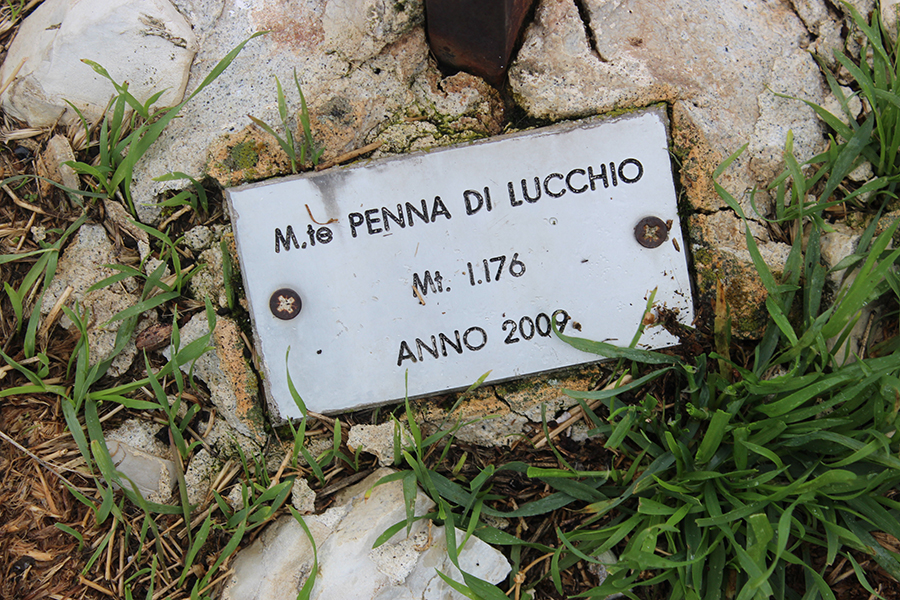 M.te PENNA DI LUCCHIO
Mt. 1.176
ANNO 2009